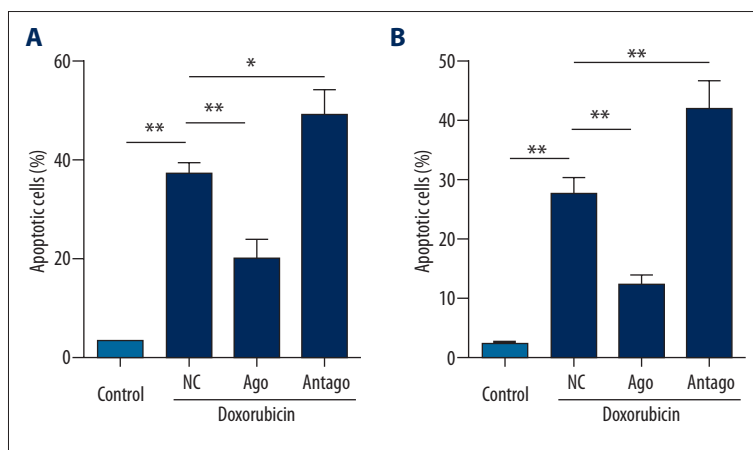 A
Apoptotic cells (%)
60
40
20
0
*
**
**
Control
NC
Ago
Antago
Doxorubicin
B
Apoptotic cells (%)
50
40
30
20
10
0
**
**
**
Control
NC
Ago
Antago
Doxorubicin